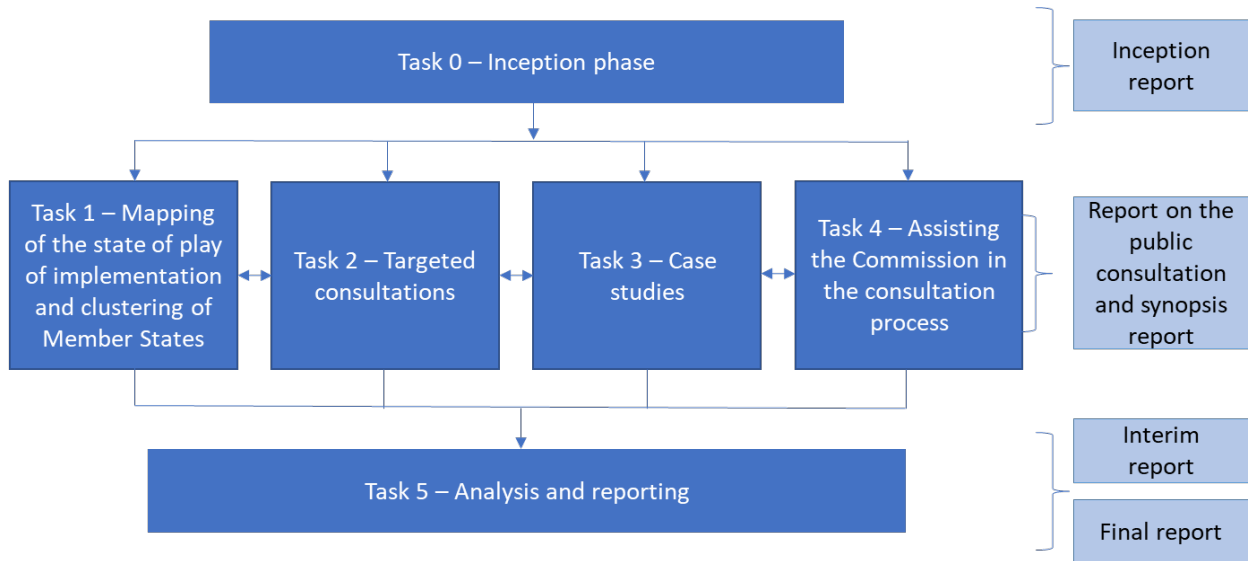 Task 0 – Inception phase
Inception
report
Task 1 – Mapping
of the state of play
of implementation
and clustering of
Member States
Task 2 – Targeted
consultations
Task 3 – Case
studies
Task 4 – Assisting
the Commission in
the consultation
process
Report on the
public
consultation
and synopsis
report
Task 5 – Analysis and reporting
Interim
report
Final report